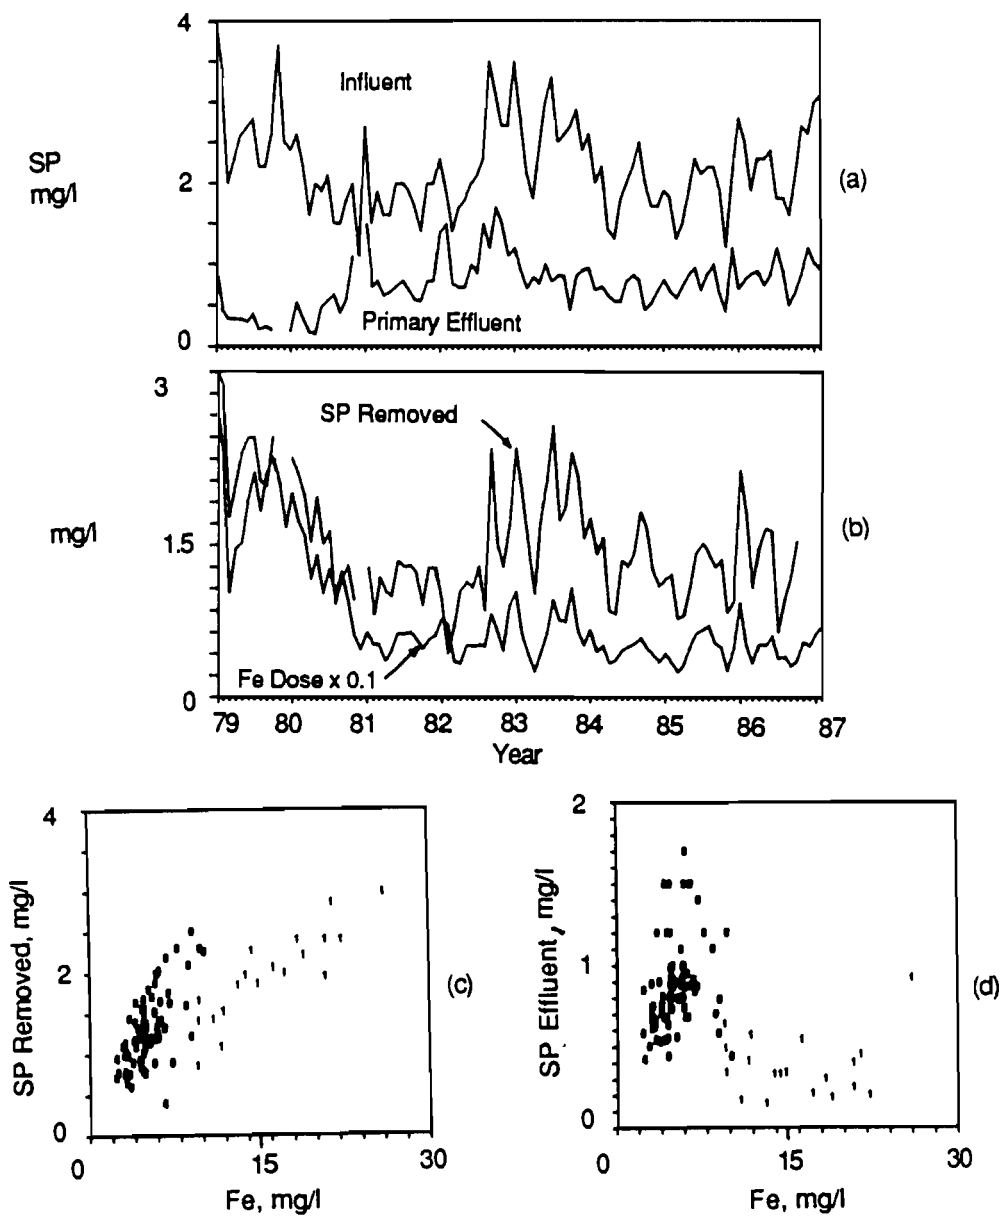 4
Influent
SP
mg/l
2
(a)
Primary Effluent
0
3
SP Removed
mg/l
1.5
(b)
Fe Dose x 0.1
0
79 80 81 82 83 84 85 86 87
Year
4
SP Removed, mg/l
2
(c)
0
0 15 30
Fe, mg/l
2
SP Effluent, mg/l
1
(d)
0
0 15 30
Fe, mg/l